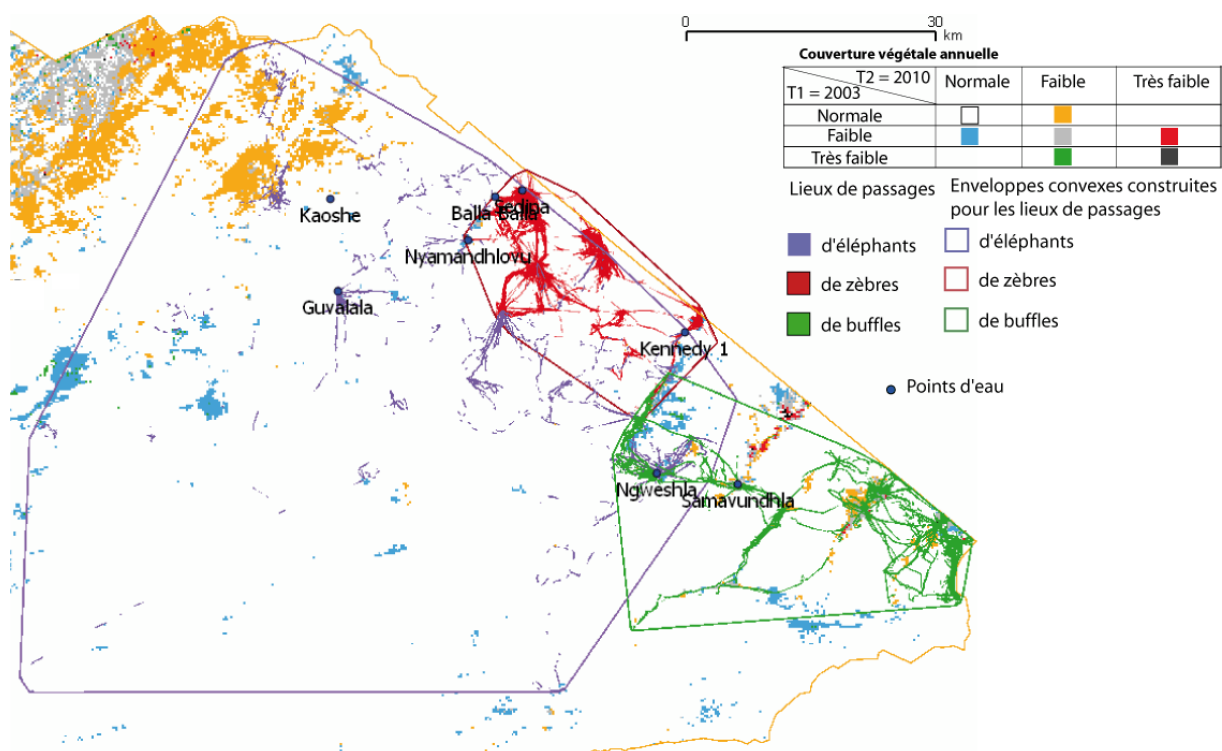 0 30
km
Couverture végétale annuelle
T2 = 2010 Normale Faible Très faible
T1 = 2003
Normale
Faible
Très faible
Lieux de passages
Enveloppes convexes construites
pour les lieux de passages
d'éléphants d'éléphants
de zèbres de zèbres
de buffles de buffles
Points d'eau
Kaoshe
Balla Balla
Nyamandhlovu
Guvalala
Kennedy 1
Ngweshla
Samavundhla